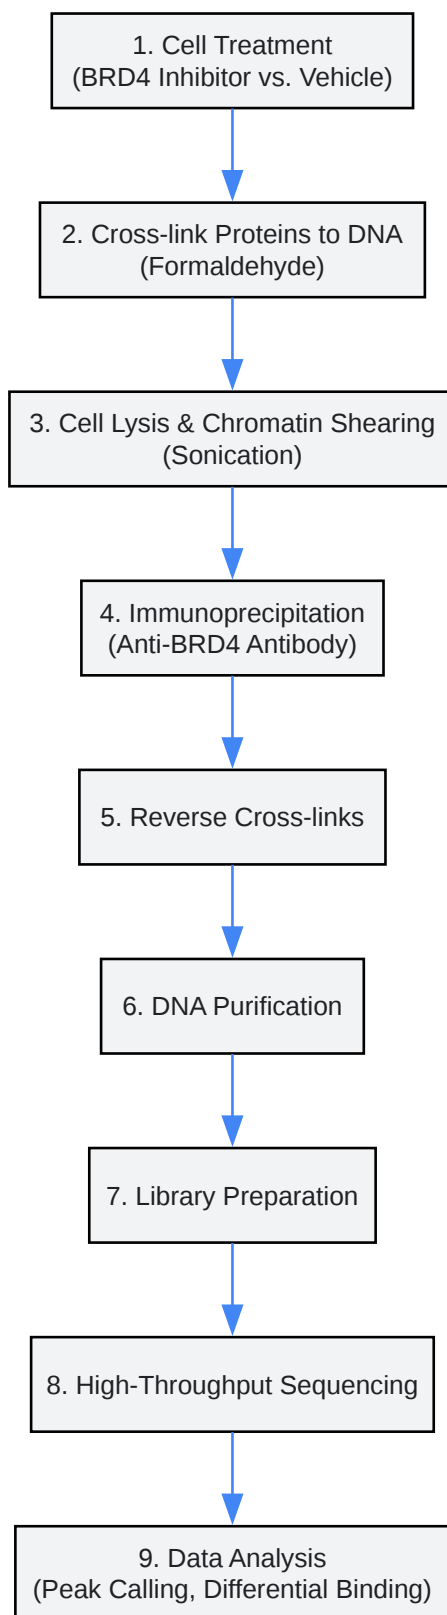 1. Cell Treatment
(BRD4 Inhibitor vs. Vehicle)
2. Cross-link Proteins to DNA
(Formaldehyde)
3. Cell Lysis & Chromatin Shearing
(Sonication)
4. Immunoprecipitation
(Anti-BRD4 Antibody)
5. Reverse Cross-links
6. DNA Purification
7. Library Preparation
8. High-Throughput Sequencing
9. Data Analysis
(Peak Calling, Differential Binding)